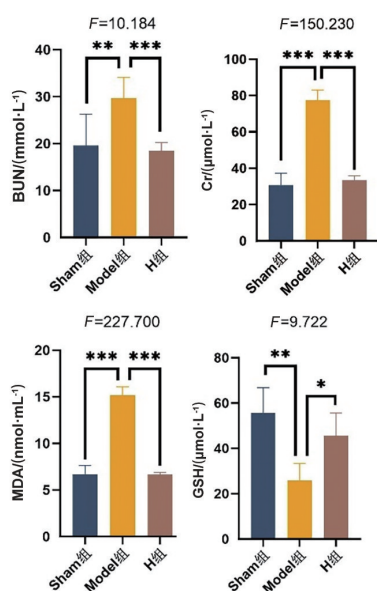 F=10.184
** ***
BUN/(mmol·L-1)
40
30
20
10
0
Sham组
Model组
H组
F=150.230
*** ***
Cr/(μmol·L-1)
100
80
60
40
20
0
Sham组
Model组
H组
F=227.700
*** ***
MDA/(nmol·mL-1)
15
10
5
0
Sham组
Model组
H组
F=9.722
**
*
GSH/(μmol·L-1)
80
60
40
20
0
Sham组
Model组
H组